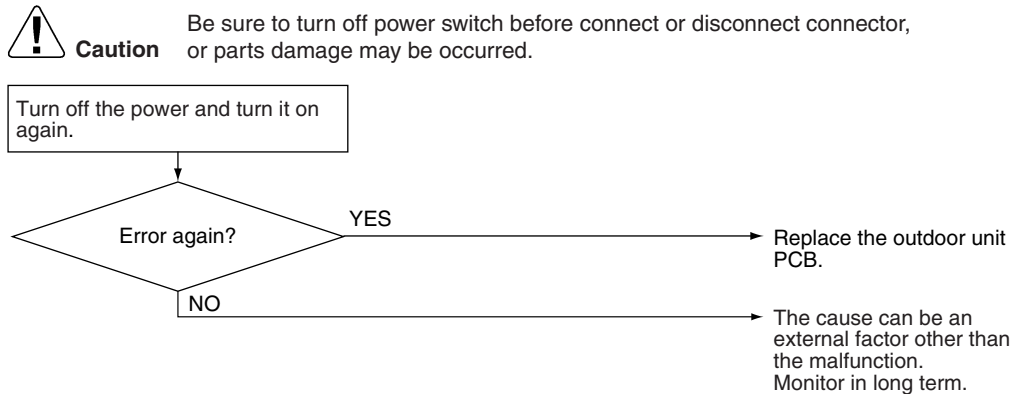 Be sure to turn off power switch before connect or disconnect connector,
Caution or parts damage may be occurred.
Turn off the power and turn it on
again.
Error again?
YES
Replace the outdoor unit
PCB.
NO
The cause can be an
external factor other than
the malfunction.
Monitor in long term.